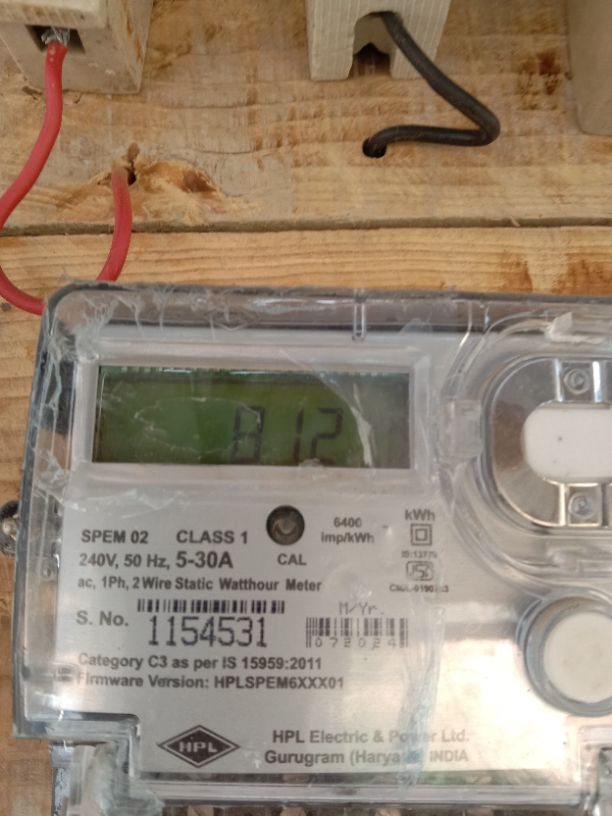 812
SPEM 02 CLASS 1
240V, 50 Hz, 5-30A
CAL
6400
imp/kWh
kWh
ac, 1Ph, 2 Wire Static Watthour Meter
S. No. 1154531
M/Yr.
072024
Category C3 as per IS 15959:2011
Firmware Version: HPLSPEM6XXX01
HPL
HPL Electric & Power Ltd.
Gurugram (Haryana) INDIA